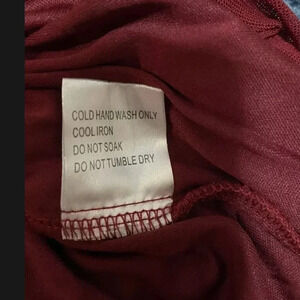 COLD HAND WASH ONLY
COOL IRON
DO NOT SOAK
DO NOT TUMBLE DRY